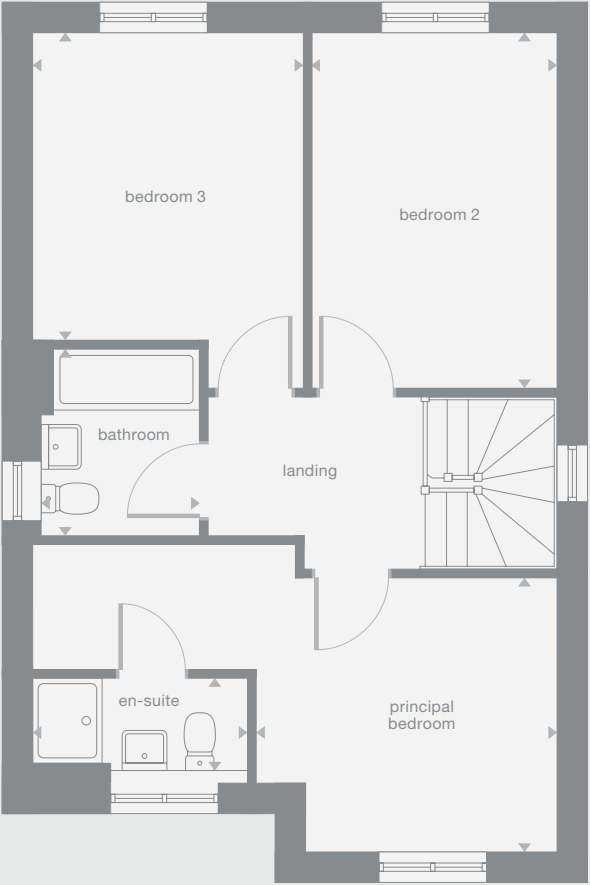 bedroom 3
bedroom 2
bathroom
landing
en-suite
principal
bedroom